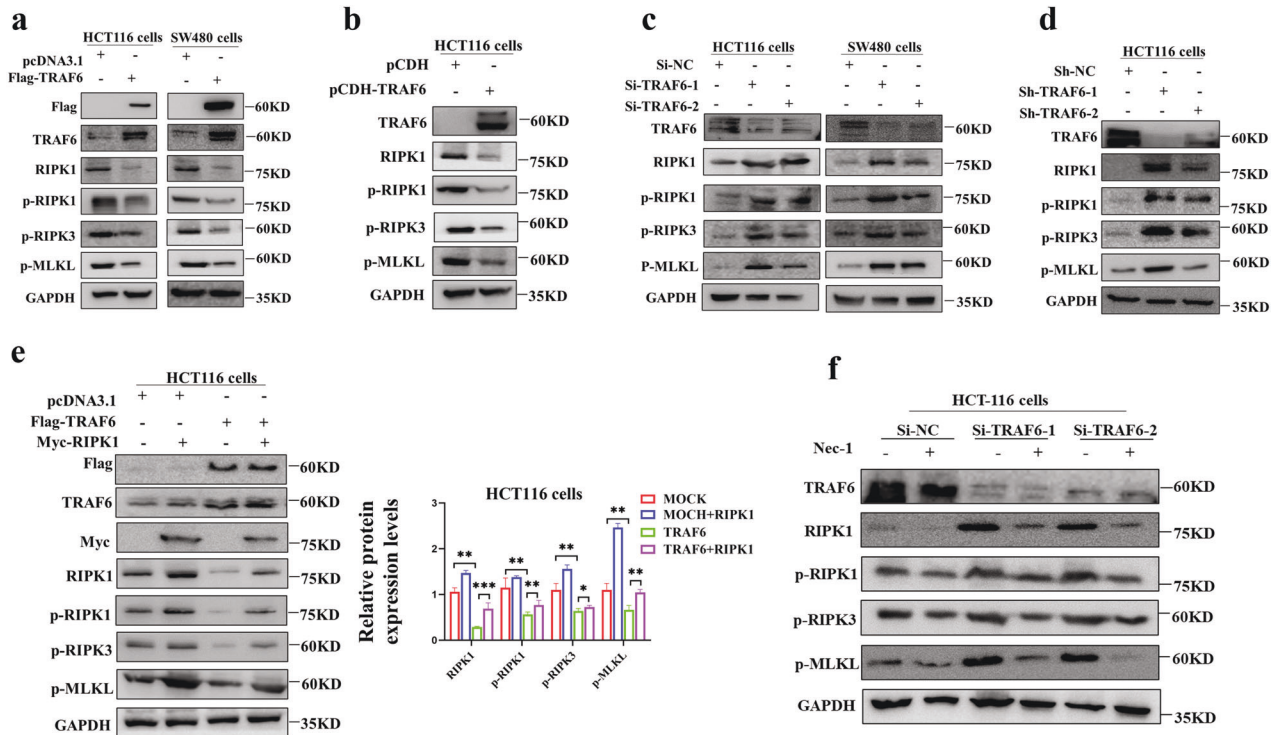 a
HCT116 cells SW480 cells
pcDNA3.1 + - + -
Flag-TRAF6 - + - +
Flag 60KD
TRAF6 60KD
RIPK1 75KD
p-RIPK1 75KD
p-RIPK3 60KD
p-MLKL 60KD
GAPDH 35KD
b
HCT116 cells
pCDH + -
pCDH-TRAF6 - +
TRAF6 60KD
RIPK1 75KD
p-RIPK1 75KD
p-RIPK3 60KD
p-MLKL 60KD
GAPDH 35KD
c
HCT116 cells SW480 cells
Si-NC + - - + - -
Si-TRAF6-1 - + - - + -
Si-TRAF6-2 - - + - - +
TRAF6 60KD
RIPK1 75KD
p-RIPK1 75KD
p-RIPK3 60KD
P-MLKL 60KD
GAPDH 35KD
d
HCT116 cells
Sh-NC + - -
Sh-TRAF6-1 - + -
Sh-TRAF6-2 - - +
TRAF6 60KD
RIPK1 75KD
p-RIPK1 75KD
p-RIPK3 60KD
p-MLKL 60KD
GAPDH 35KD
e
HCT116 cells
pcDNA3.1 + + - -
Flag-TRAF6 - - + +
Myc-RIPK1 - + - +
Flag 60KD
TRAF6 60KD
Myc 75KD
RIPK1 75KD
p-RIPK1 75KD
p-RIPK3 60KD
p-MLKL 60KD
GAPDH 35KD
HCT116 cells
Relative protein
expression levels
3
2
1
0
** *** ** ** ** * ** **
RIPK1 p-RIPK1 p-RIPK3 p-MLKL
MOCK
MOCH+RIPK1
TRAF6
TRAF6+RIPK1
f
HCT-116 cells
Si-NC Si-TRAF6-1 Si-TRAF6-2
Nec-1 - + - + - +
TRAF6 60KD
RIPK1 75KD
p-RIPK1 75KD
p-RIPK3 60KD
p-MLKL 60KD
GAPDH 35KD